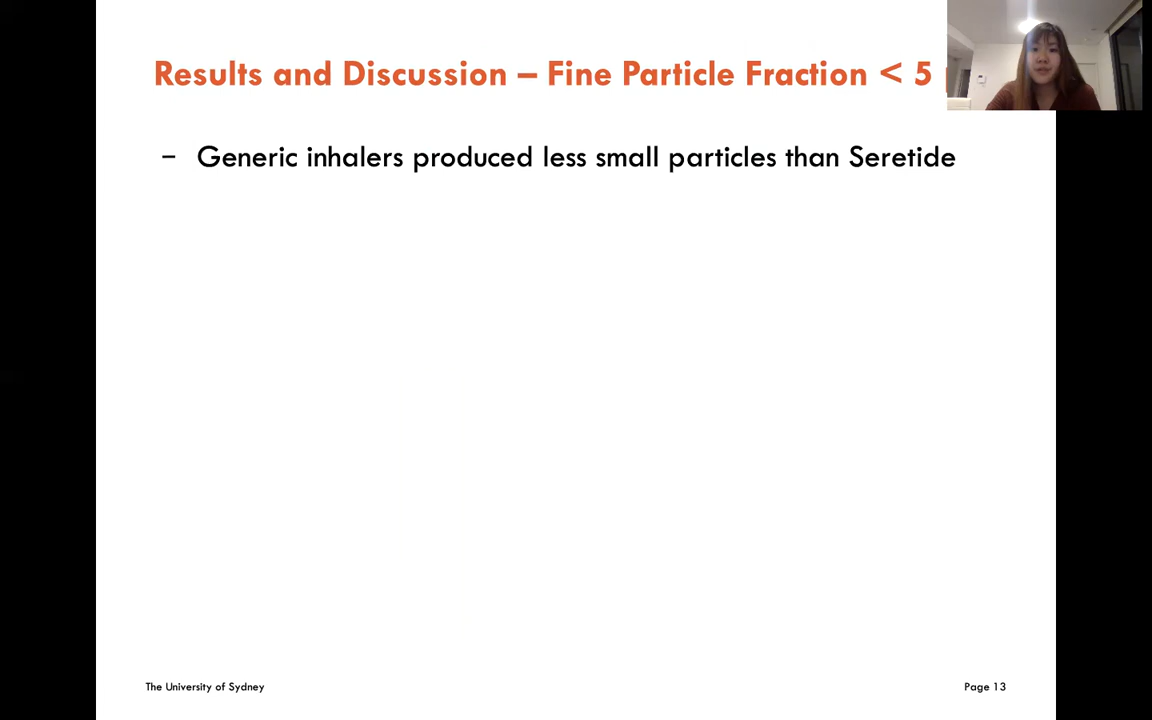 Results and Discussion – Fine Particle Fraction < 5
– Generic inhalers produced less small particles than Seretide
The University of Sydney
Page 13